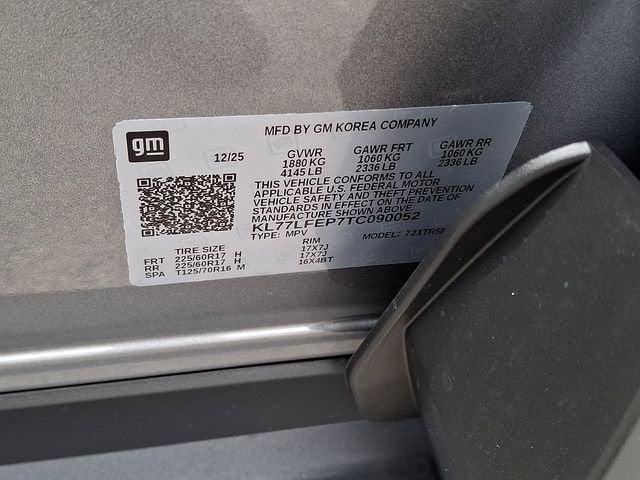 gm
MFD BY GM KOREA COMPANY
12/25 GVWR GAWR FRT GAWR RR
1880 KG 1060 KG 1060 KG
4145 LB 2336 LB 2336 LB
THIS VEHICLE CONFORMS TO ALL
APPLICABLE U.S. FEDERAL MOTOR
VEHICLE SAFETY AND THEFT PREVENTION
STANDARDS IN EFFECT ON THE DATE OF
MANUFACTURE SHOWN ABOVE.
KL77LFEP7TC090052
TYPE: MPV MODEL: 721TR58
TIRE SIZE RIM
FRT 225/60R17 H 17X7J
RR 225/60R17 H 17X7J
SPA T125/70R16 M 16X4BT